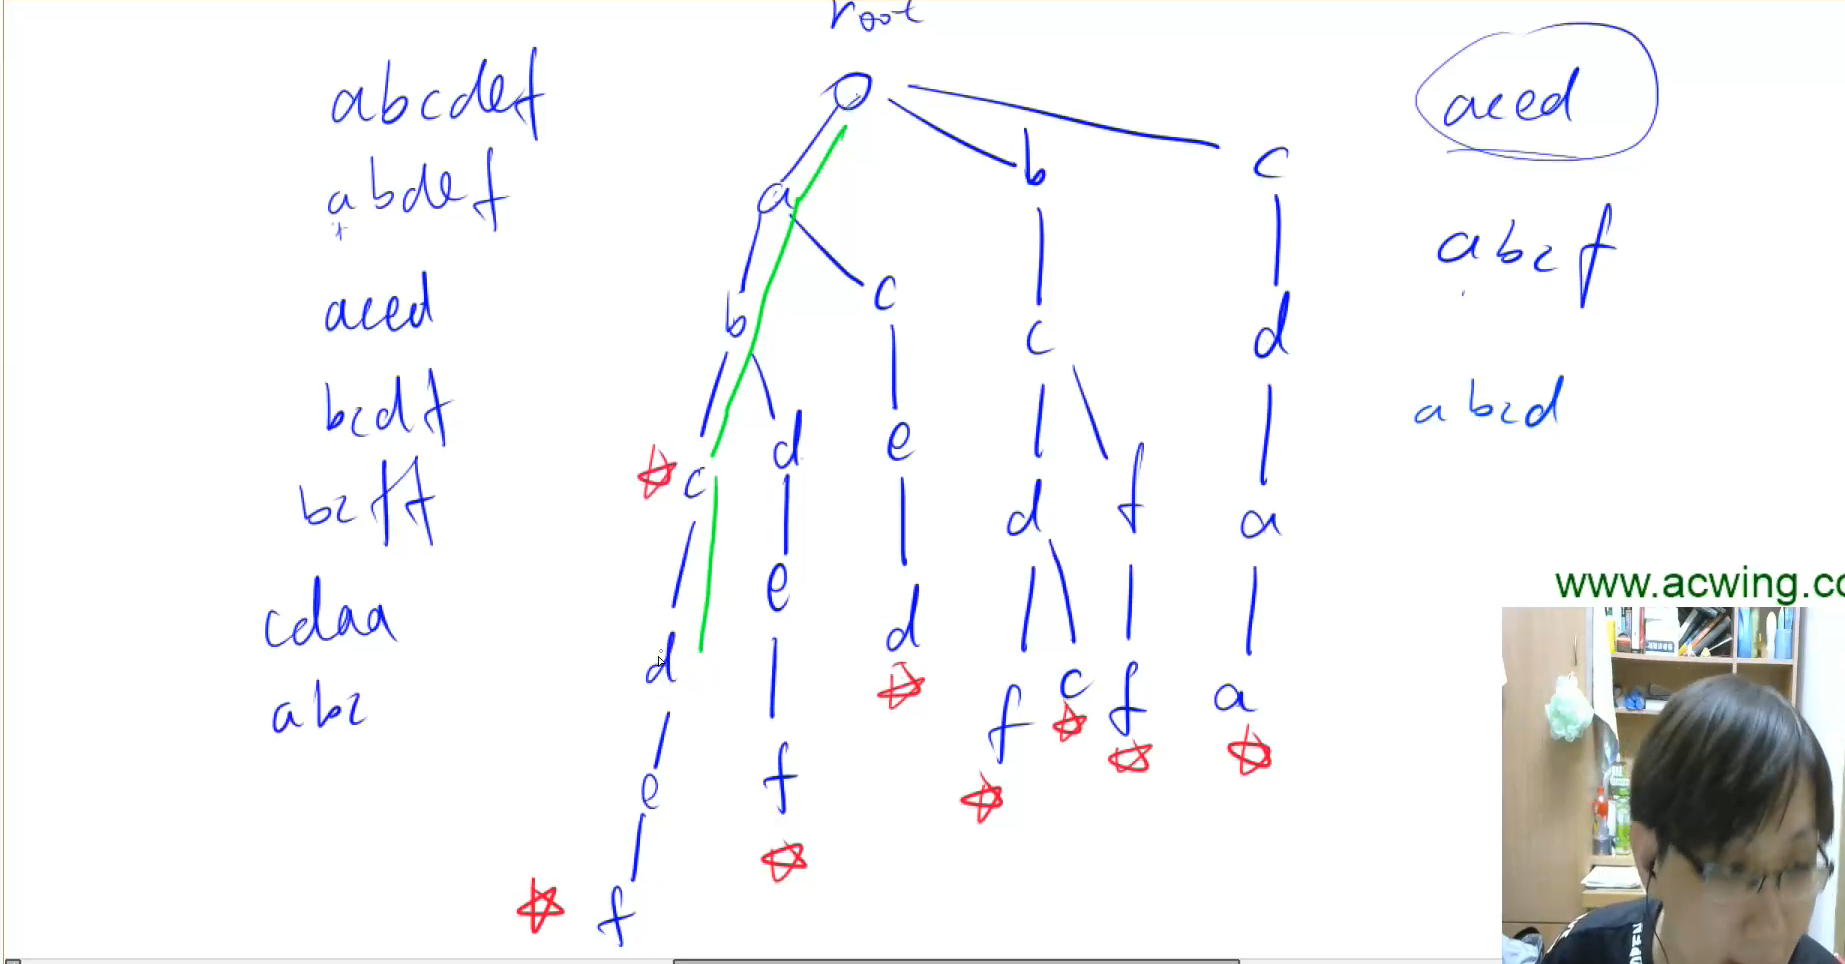 root
abcdef
abdef
aced
bcdf
bcff
cdaa
abc
a b c
b c d
c d e d
d e d f a
e f c f a
f
aced
abcf
abcd
www.acwing.co